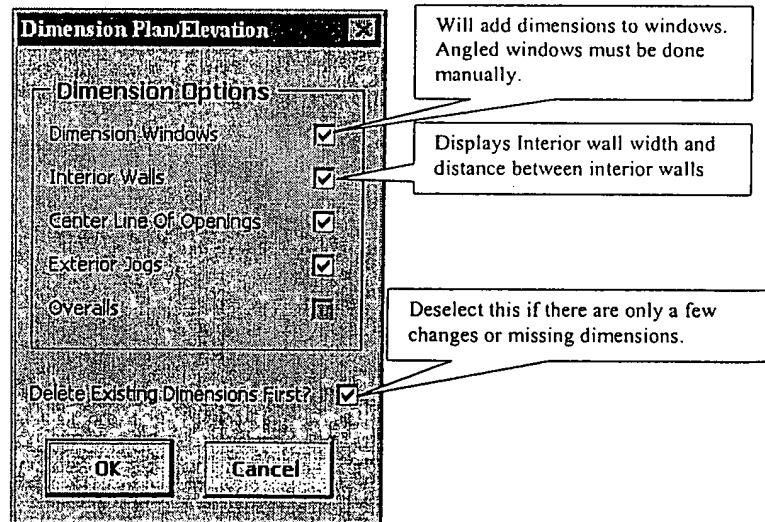 Dimension Plan/Elevation
Dimension Options
Dimension Windows
Interior Walls
Center Line Of Openings
Exterior Jogs
Overalls
Delete Existing Dimensions First?
OK
Cancel
Will add dimensions to windows.
Angled windows must be done
manually.
Displays Interior wall width and
distance between interior walls
Deselect this if there are only a few
changes or missing dimensions.